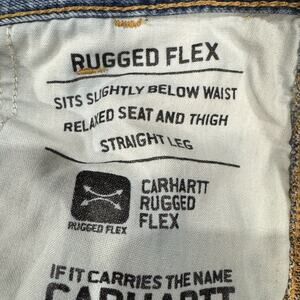 RUGGED FLEX
SITS SLIGHTLY BELOW WAIST
RELAXED SEAT AND THIGH
STRAIGHT LEG
CARHARTT
RUGGED
FLEX
RUGGED FLEX
IF IT CARRIES THE NAME
CARHARTT